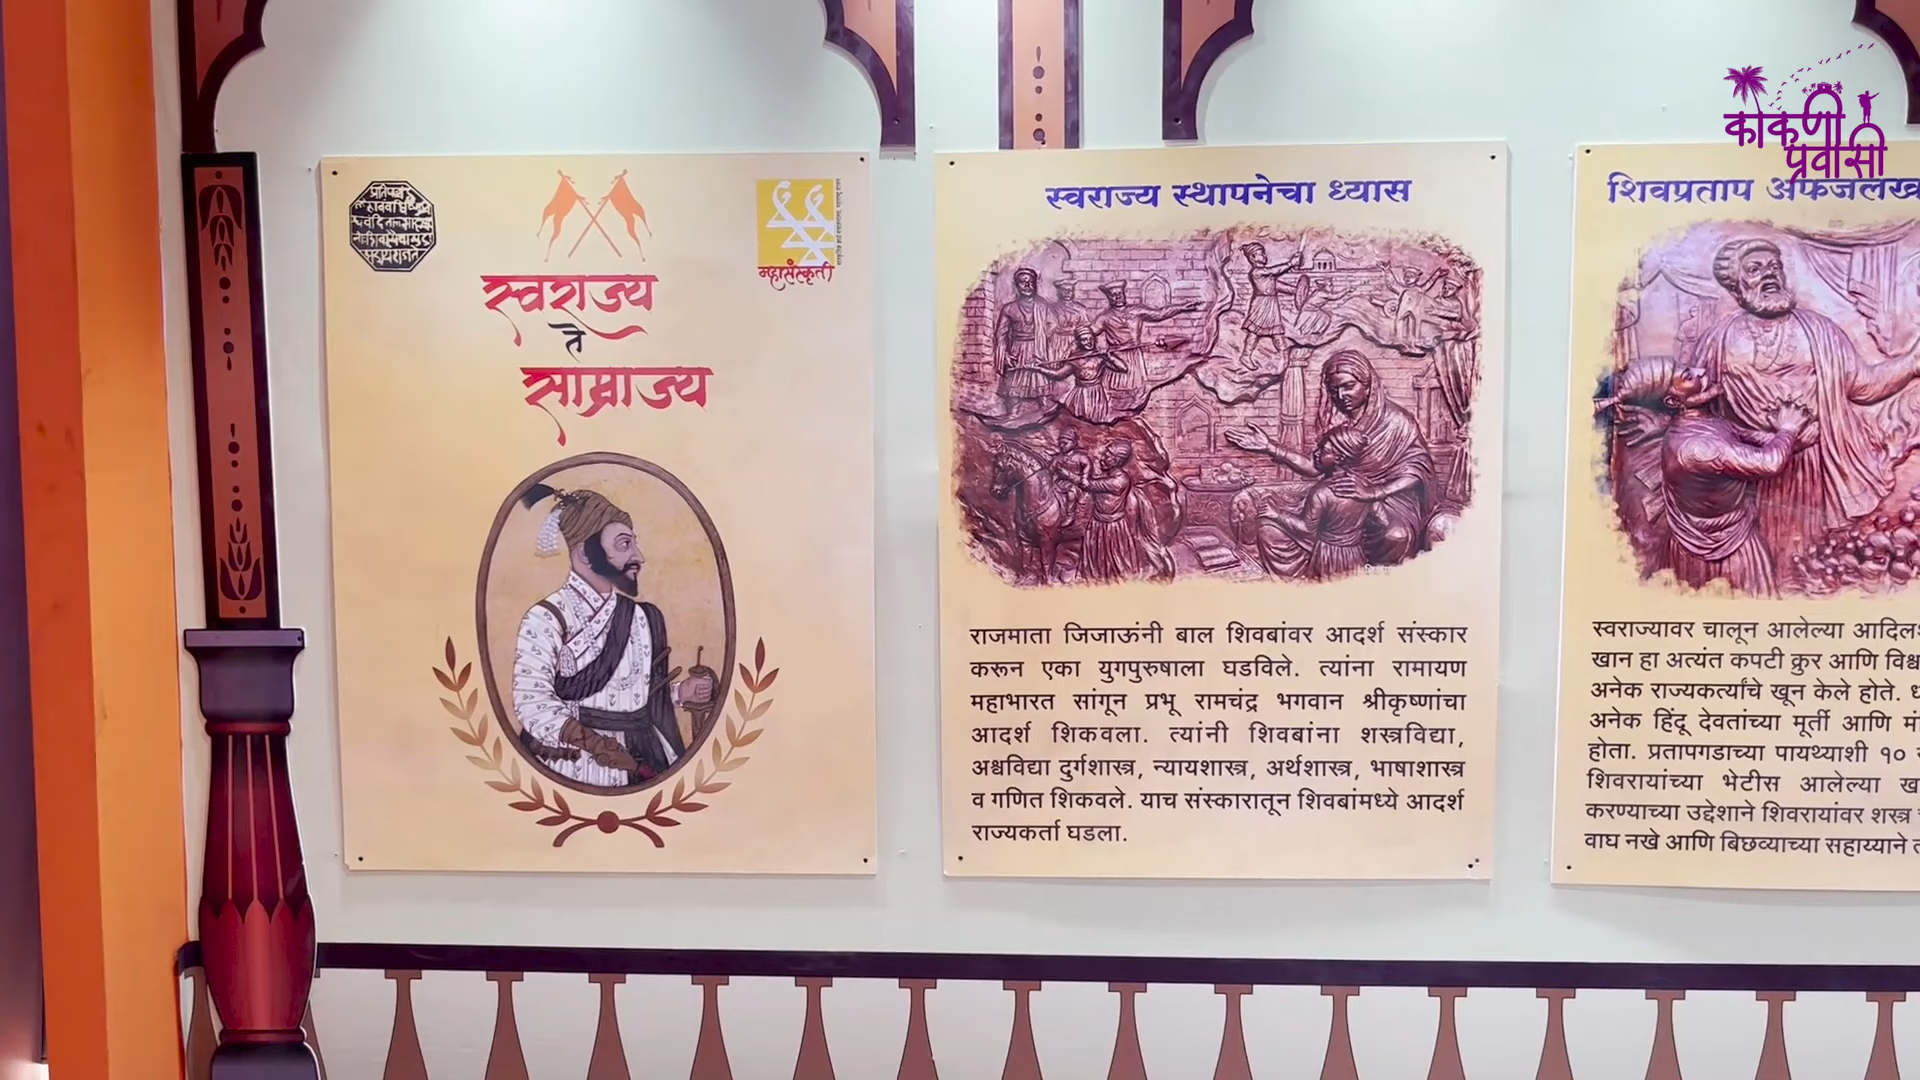 स्वराज्य
ते
साम्राज्य
महासंस्कृती
स्वराज्य स्थापनेचा ध्यास
राजमाता जिजाऊंनी बाल शिवबांवर आदर्श संस्कार
करून एका युगपुरुषाला घडविले. त्यांना रामायण
महाभारत सांगून प्रभू रामचंद्र भगवान श्रीकृष्णांचा
आदर्श शिकवला. त्यांनी शिवबांना शस्त्रविद्या,
अश्वविद्या दुर्गशास्त्र, न्यायशास्त्र, अर्थशास्त्र, भाषाशास्त्र
व गणित शिकवले. याच संस्कारातून शिवबांमध्ये आदर्श
राज्यकर्ता घडला.
शिवप्रताप अफजलख
स्वराज्यावर चालून आलेल्या आदिल
खान हा अत्यंत कपटी क्रुर आणि विश्व
अनेक राज्यकर्त्यांचे खून केले होते.
अनेक हिंदू देवतांच्या मूर्ती आणि मं
होता. प्रतापगडाच्या पायथ्याशी १०
शिवरायांच्या भेटीस आलेल्या ख
करण्याच्या उद्देशाने शिवरायांवर शस्त्र
वाघ नखे आणि बिछव्याच्या सहाय्याने
कोकणी
प्रवासी